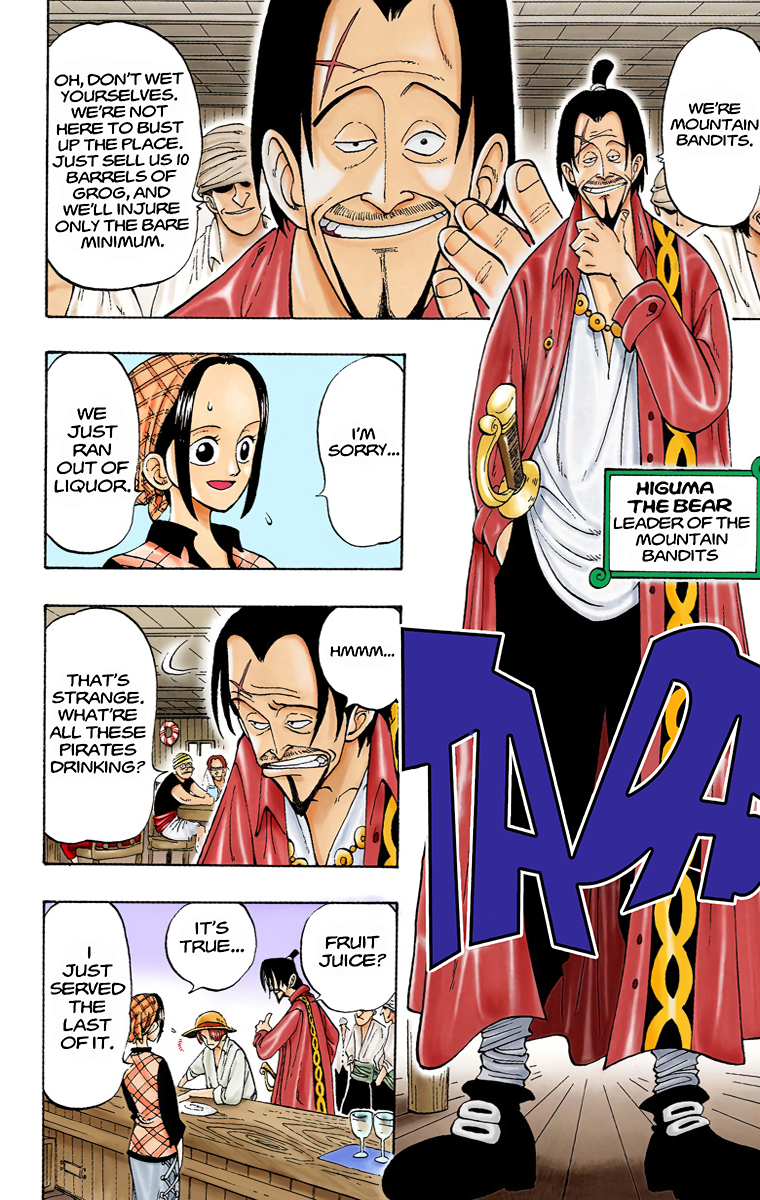 WE'RE
MOUNTAIN
BANDITS.
OH, DON'T WET
YOURSELVES.
WE'RE NOT
HERE TO BUST
UP THE PLACE.
JUST SELL US 10
BARRELS OF
GROG, AND
WE'LL INJURE
ONLY THE BARE
MINIMUM.
HIGUMA
THE BEAR
LEADER OF THE
MOUNTAIN
BANDITS
TADA
I'M
SORRY...
WE
JUST
RAN
OUT OF
LIQUOR.
HMMM...
THAT'S
STRANGE.
WHAT'RE
ALL THESE
PIRATES
DRINKING?
FRUIT
JUICE?
IT'S
TRUE...
I
JUST
SERVED
THE
LAST
OF IT.